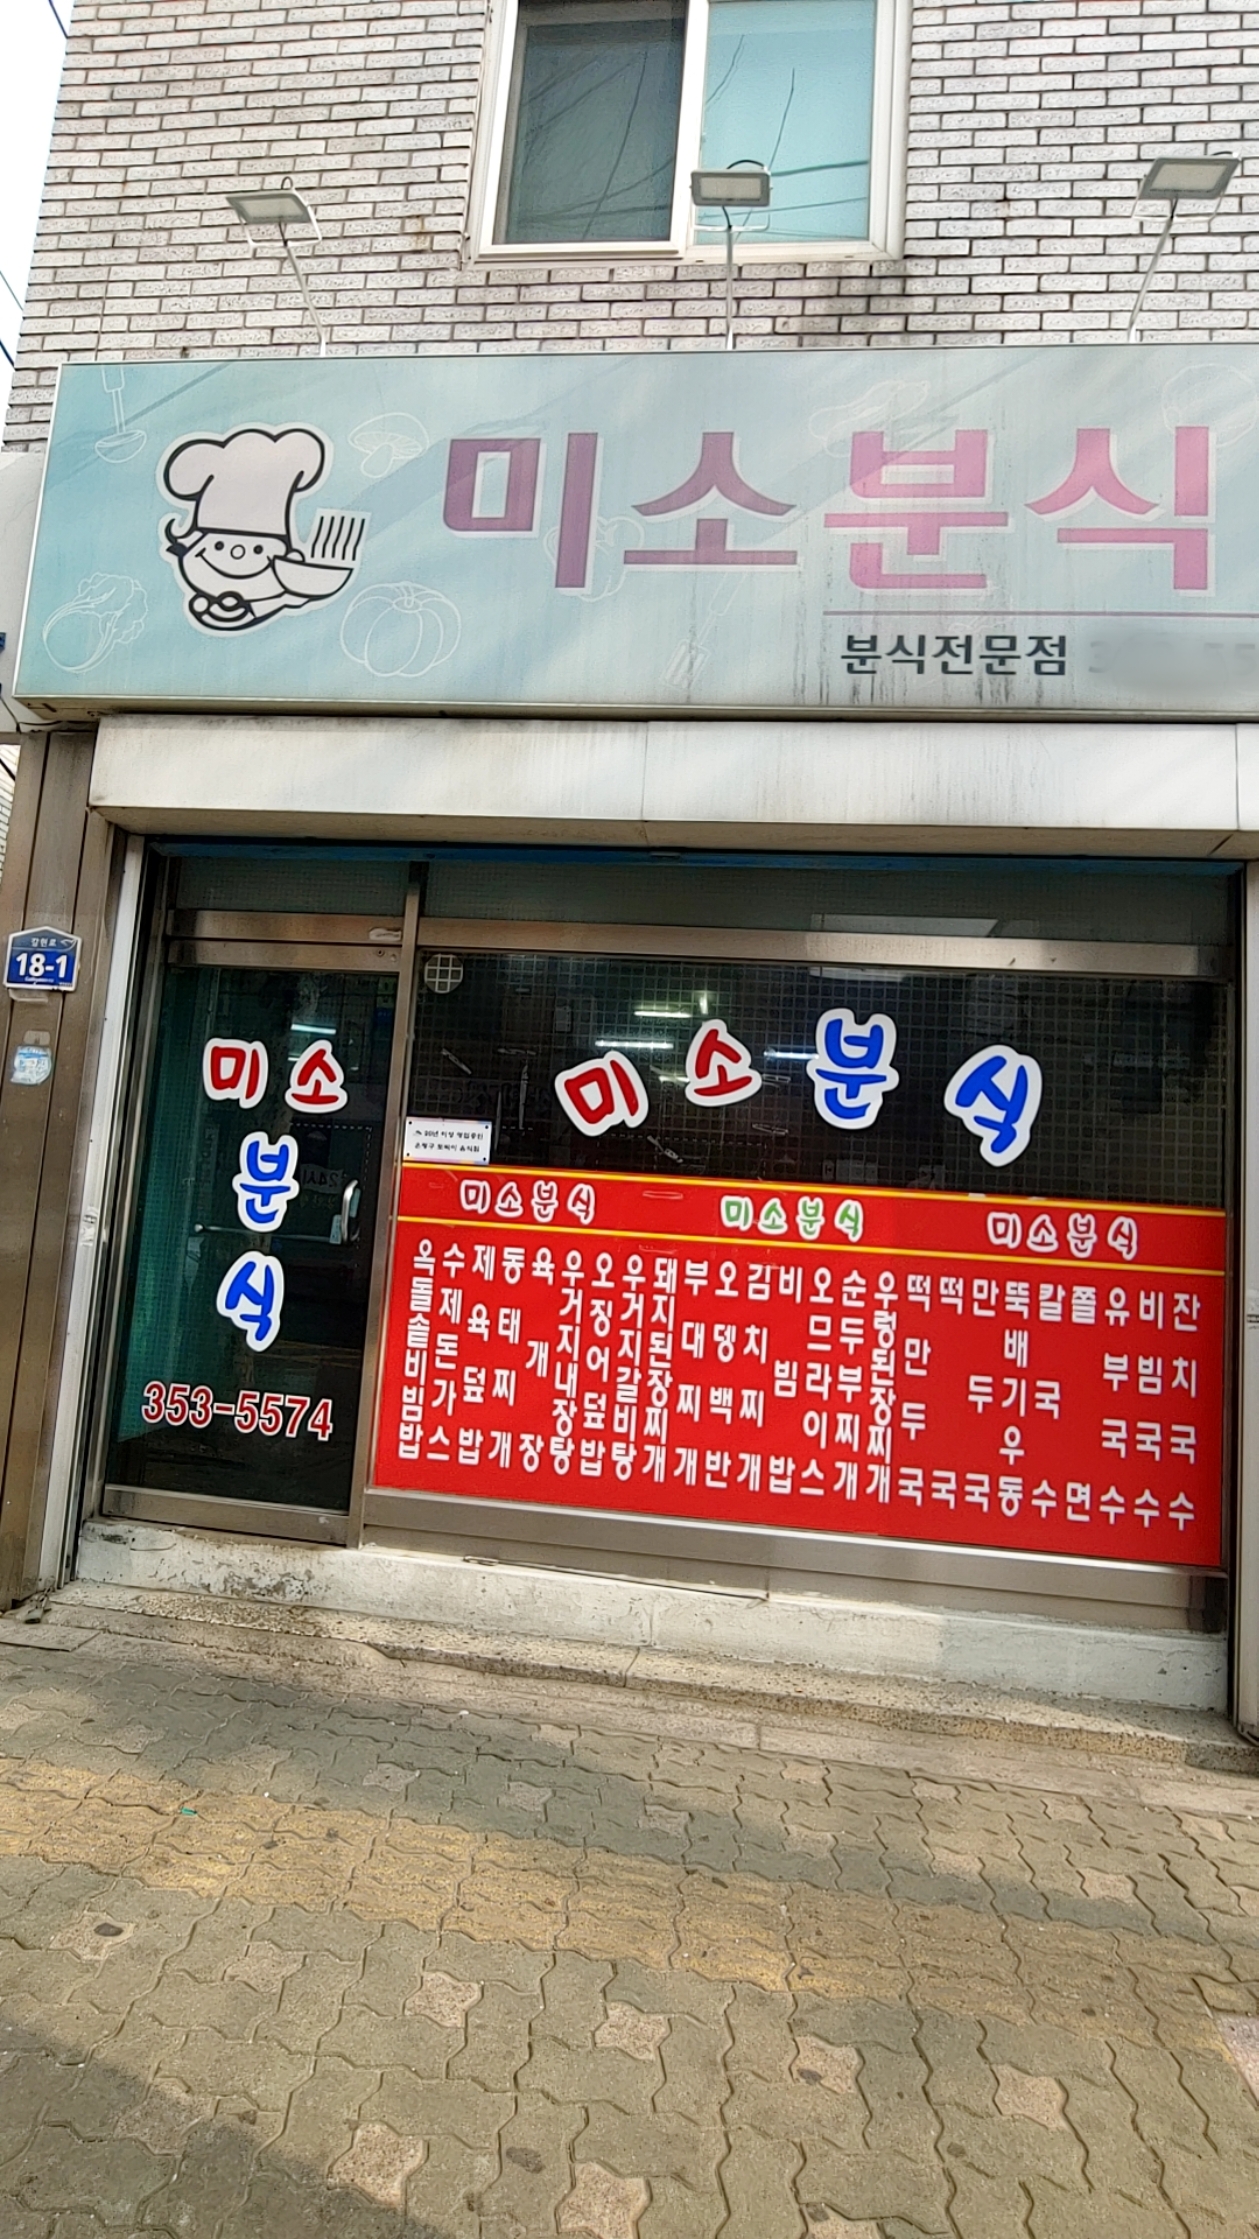 미소분식
분식전문점
갈현로
18-1
미소
분
식
353-5574
미소분식
미소분식
미소분식
미소분식
옥돌솥비빔밥
수제돈가스
제육덮밥
동태찌개
육개장
우거지내장탕
오징어덮밥
우거지갈비탕
돼지된장찌개
부대찌개
오뎅백반
김치찌개
비빔밥
오므라이스
순두부찌개
우렁된장찌개
떡국
떡만두국
만두국
뚝배기우동
칼국수
쫄면
유부국수
비빔국수
잔치국수